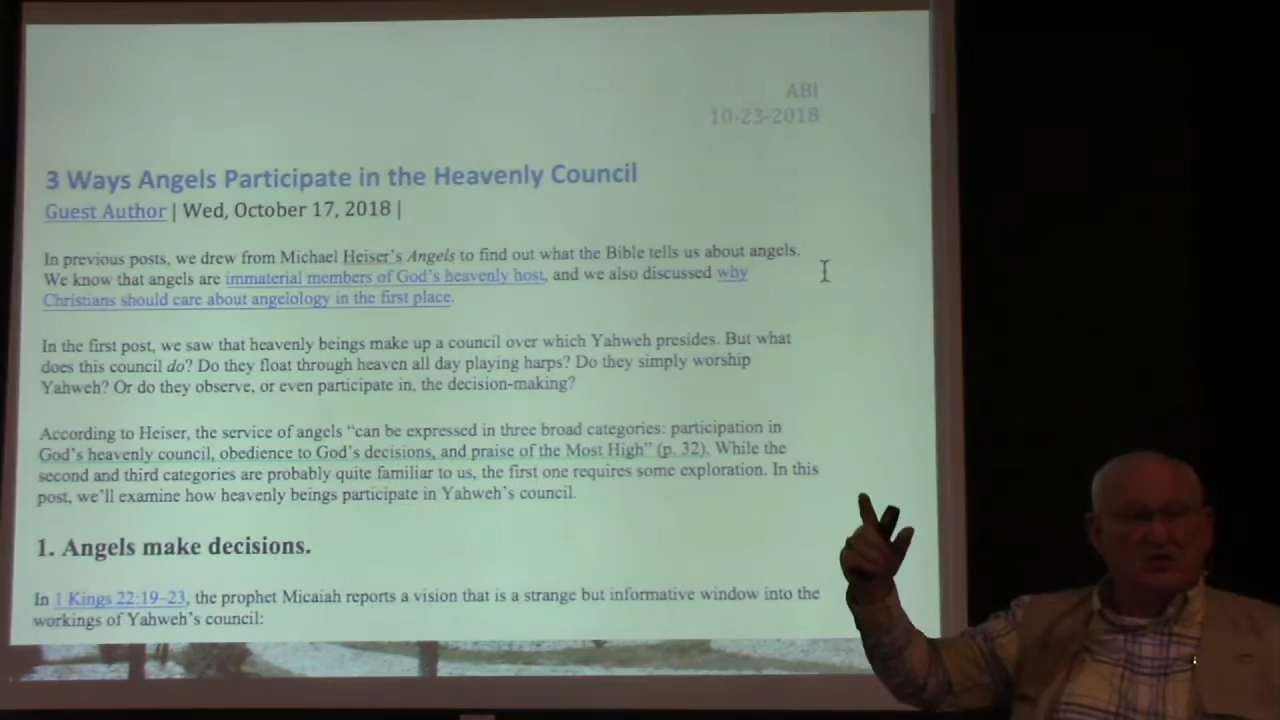 ABI
10-23-2018
3 Ways Angels Participate in the Heavenly Council
Guest Author | Wed, October 17, 2018 |
In previous posts, we drew from Michael Heiser's Angels to find out what the Bible tells us about angels.
We know that angels are immaterial members of God's heavenly host, and we also discussed why
Christians should care about angelology in the first place.
In the first post, we saw that heavenly beings make up a council over which Yahweh presides. But what
does this council do? Do they float through heaven all day playing harps? Do they simply worship
Yahweh? Or do they observe, or even participate in, the decision-making?
According to Heiser, the service of angels “can be expressed in three broad categories: participation in
God's heavenly council, obedience to God's decisions, and praise of the Most High” (p. 32). While the
second and third categories are probably quite familiar to us, the first one requires some exploration. In this
post, we'll examine how heavenly beings participate in Yahweh's council.
1. Angels make decisions.
In 1 Kings 22:19–23, the prophet Micaiah reports a vision that is a strange but informative window into the
workings of Yahweh's council: